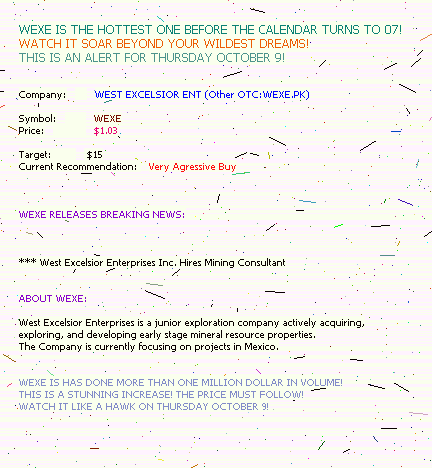 WEXE IS THE HOTTEST ONE BEFORE THE CALENDAR TURNS TO 07!
WATCH IT SOAR BEYOND YOUR WILDEST DREAMS!
THIS IS AN ALERT FOR THURSDAY OCTOBER 9!
Company: WEST EXCELSIOR ENT (Other OTC:WEXE.PK)
Symbol: WEXE
Price: $1.03
Target: $15
Current Recommendation: Very Agressive Buy
WEXE RELEASES BREAKING NEWS:
*** West Excelsior Enterprises Inc. Hires Mining Consultant
ABOUT WEXE:
West Excelsior Enterprises is a junior exploration company actively acquiring,
exploring, and developing early stage mineral resource properties.
The Company is currently focusing on projects in Mexico.
WEXE IS HAS DONE MORE THAN ONE MILLION DOLLAR IN VOLUME!
THIS IS A STUNNING INCREASE! THE PRICE MUST FOLLOW!
WATCH IT LIKE A HAWK ON THURSDAY OCTOBER 9!